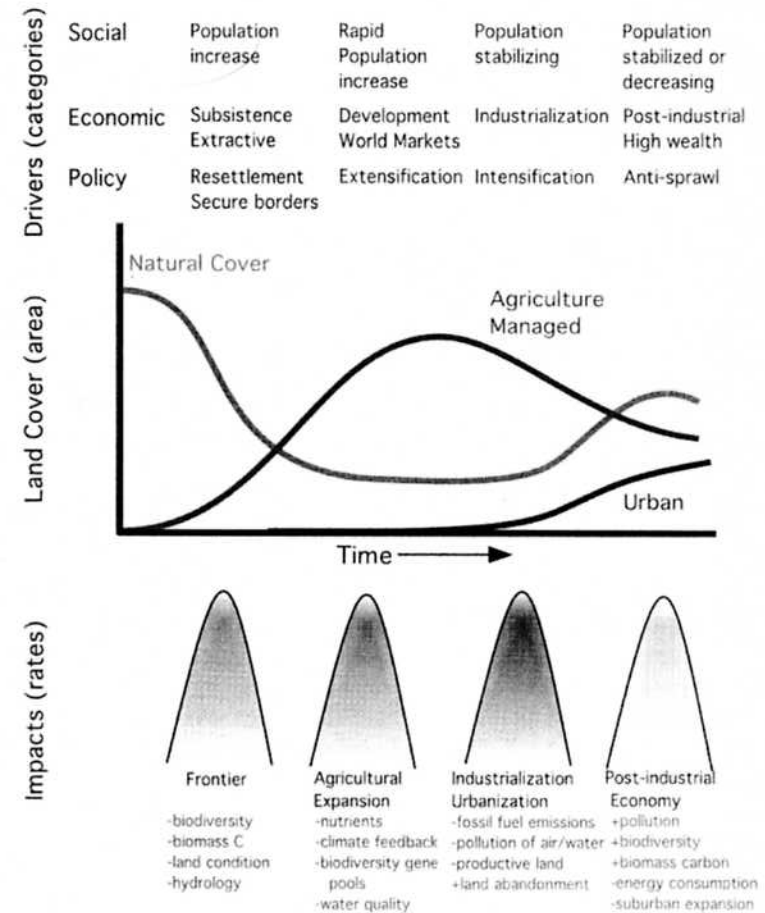 Drivers (categories)
Social
Population
increase
Rapid
Population
increase
Population
stabilizing
Population
stabilized or
decreasing
Economic
Subsistence
Extractive
Development
World Markets
Industrialization
Post-industrial
High wealth
Policy
Resettlement
Secure borders
Extensification
Intensification
Anti-sprawl
Land Cover (area)
Natural Cover
Agriculture
Managed
Urban
Time
Impacts (rates)
Frontier
-biodiversity
-biomass C
-land condition
-hydrology
Agricultural
Expansion
-nutrients
-climate feedback
-biodiversity gene
pools
-water quality
Industrialization
Urbanization
-fossil fuel emissions
-pollution of air/water
-productive land
+land abandonment
Post-industrial
Economy
+pollution
+biodiversity
+biomass carbon
-energy consumption
-suburban expansion